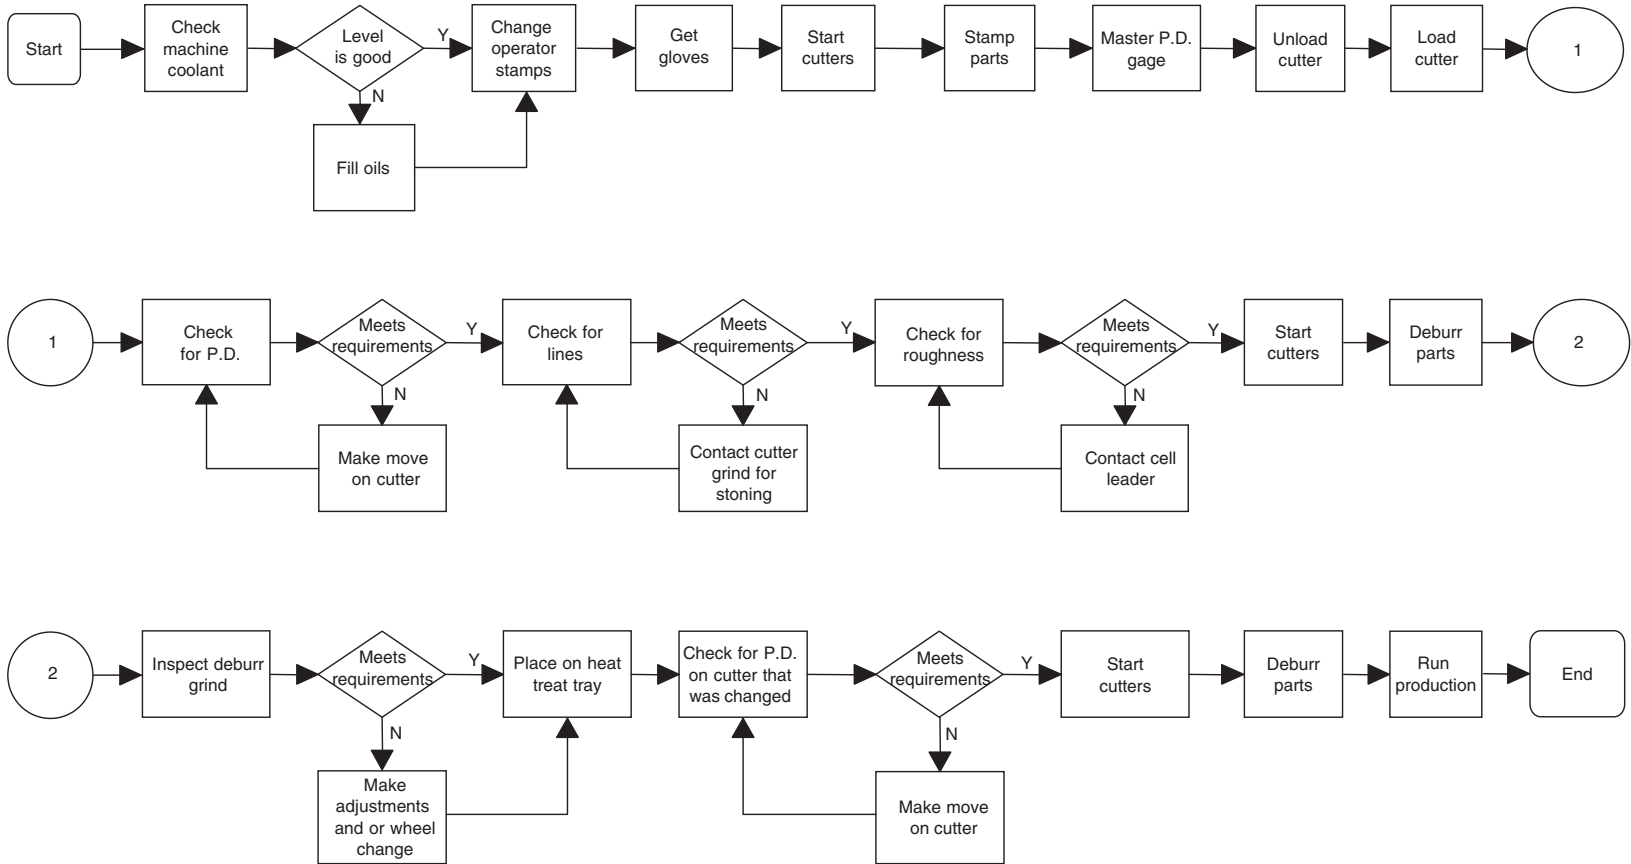 Start
Check
machine
coolant
Level
is good
Y
N
Fill oils
Change
operator
stamps
Get
gloves
Start
cutters
Stamp
parts
Master P.D.
gage
Unload
cutter
Load
cutter
1
1
Check
for P.D.
Meets
requirements
Y
N
Make move
on cutter
Check for
lines
Meets
requirements
Y
N
Contact cutter
grind for
stoning
Check for
roughness
Meets
requirements
Y
N
Contact cell
leader
Start
cutters
Deburr
parts
2
2
Inspect deburr
grind
Meets
requirements
Y
N
Make
adjustments
and or wheel
change
Place on heat
treat tray
Check for P.D.
on cutter that
was changed
Meets
requirements
Y
N
Make move
on cutter
Start
cutters
Deburr
parts
Run
production
End